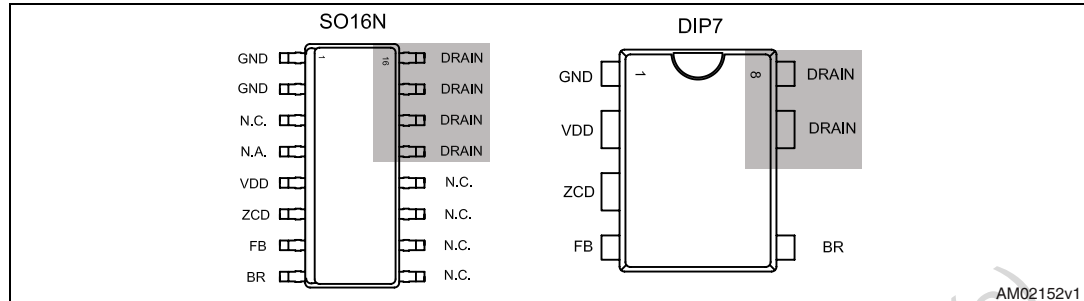 SO16N
DIP7
GND 1 16 DRAIN
GND DRAIN
N.C. DRAIN
N.A. DRAIN
VDD N.C.
ZCD N.C.
FB N.C.
BR N.C.
GND 1 8 DRAIN
VDD DRAIN
ZCD
FB BR
AM02152v1